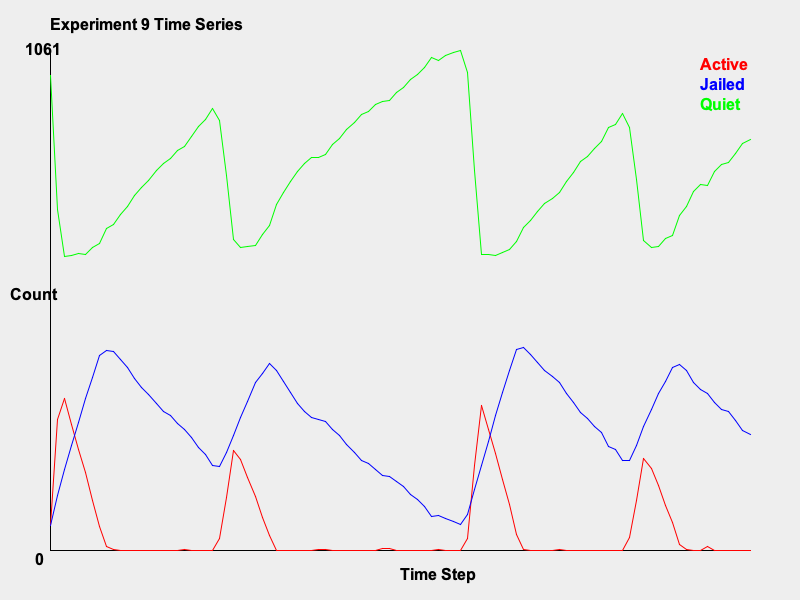 Experiment 9 Time Series
1061
Active
Jailed
Quiet
Count
0
Time Step